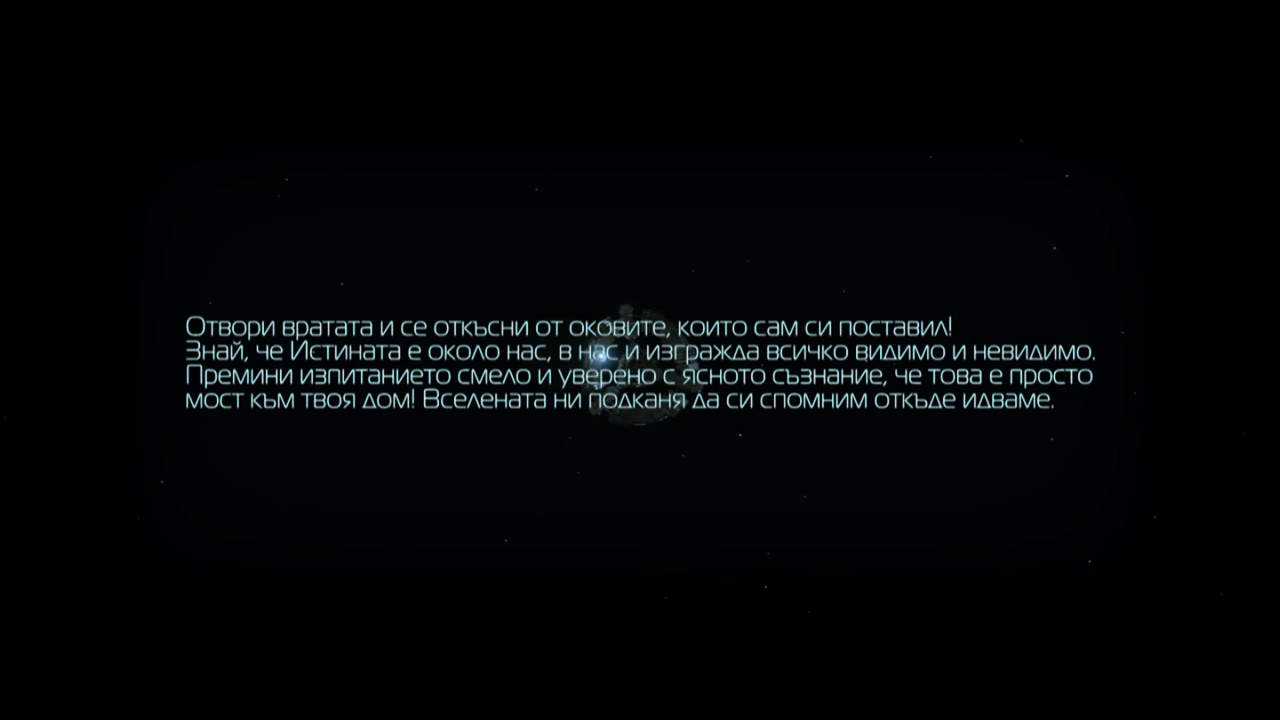 Отвори вратата и се откъсни от оковите, които сам си поставил!
Знай, че Истината е около нас, в нас и изгражда всичко видимо и невидимо.
Премини изпитанието смело и уверено с ясното съзнание, че това е просто
мост към твоя дом! Вселената ни подканя да си спомним откъде идваме.